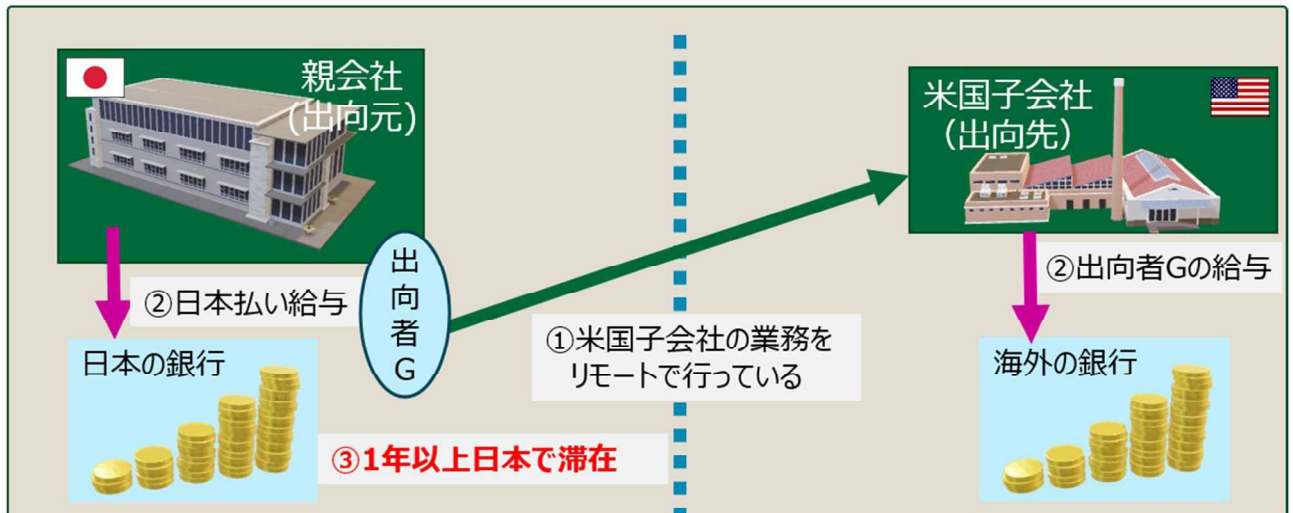 親会社
(出向元)
米国子会社
(出向先)
出向者G
②日本払い給与
②出向者Gの給与
①米国子会社の業務を
リモートで行っている
日本の銀行
海外の銀行
③1年以上日本で滞在